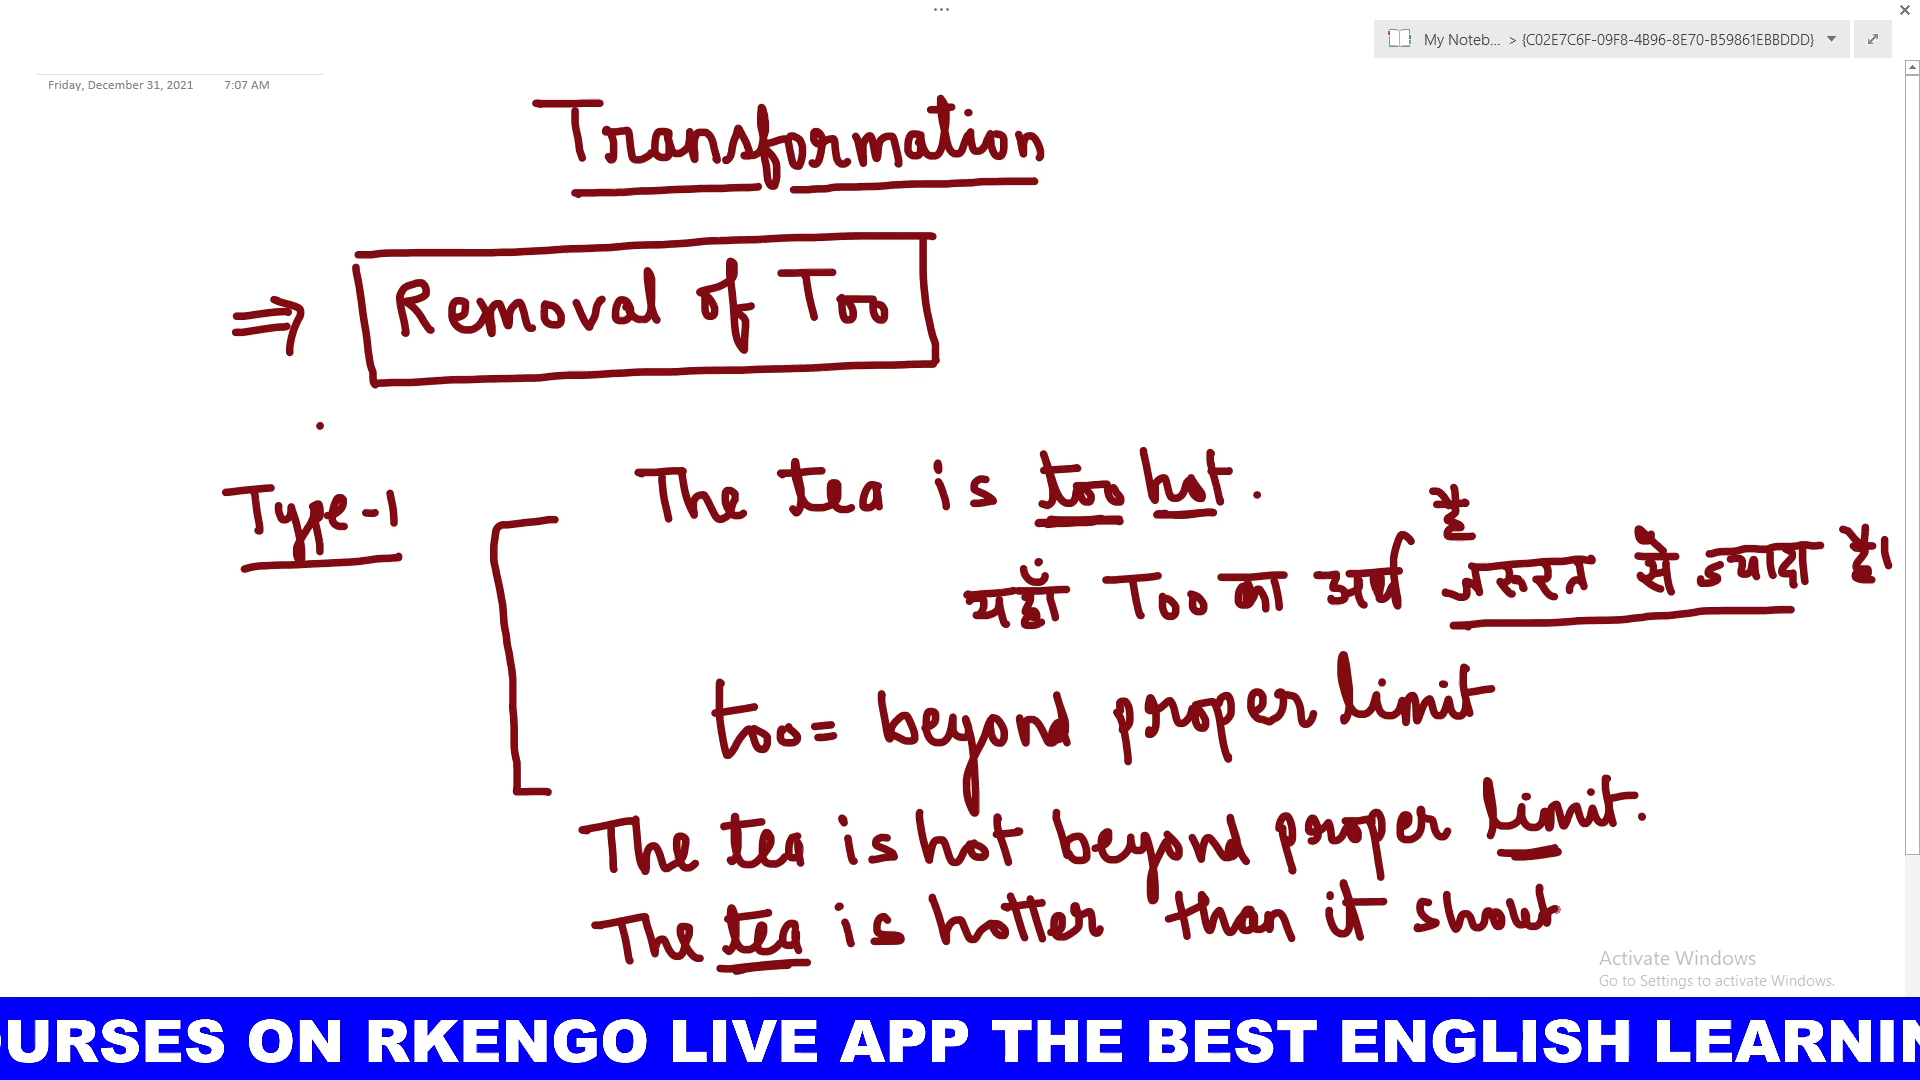 My Noteb... > {C02E7C6F-09F8-4B96-8E70-B59861EBBDDD}
Friday, December 31, 2021 7:07 AM
Transformation
⇒ Removal of Too
Type-1
The tea is too hot.
यहाँ Too का अर्थ है जरूरत से ज्यादा है।
too= beyond proper limit
The tea is hot beyond proper limit.
The tea is hotter than it shoul
Activate Windows
Go to Settings to activate Windows.
OURSES ON RKENGO LIVE APP THE BEST ENGLISH LEARNIN